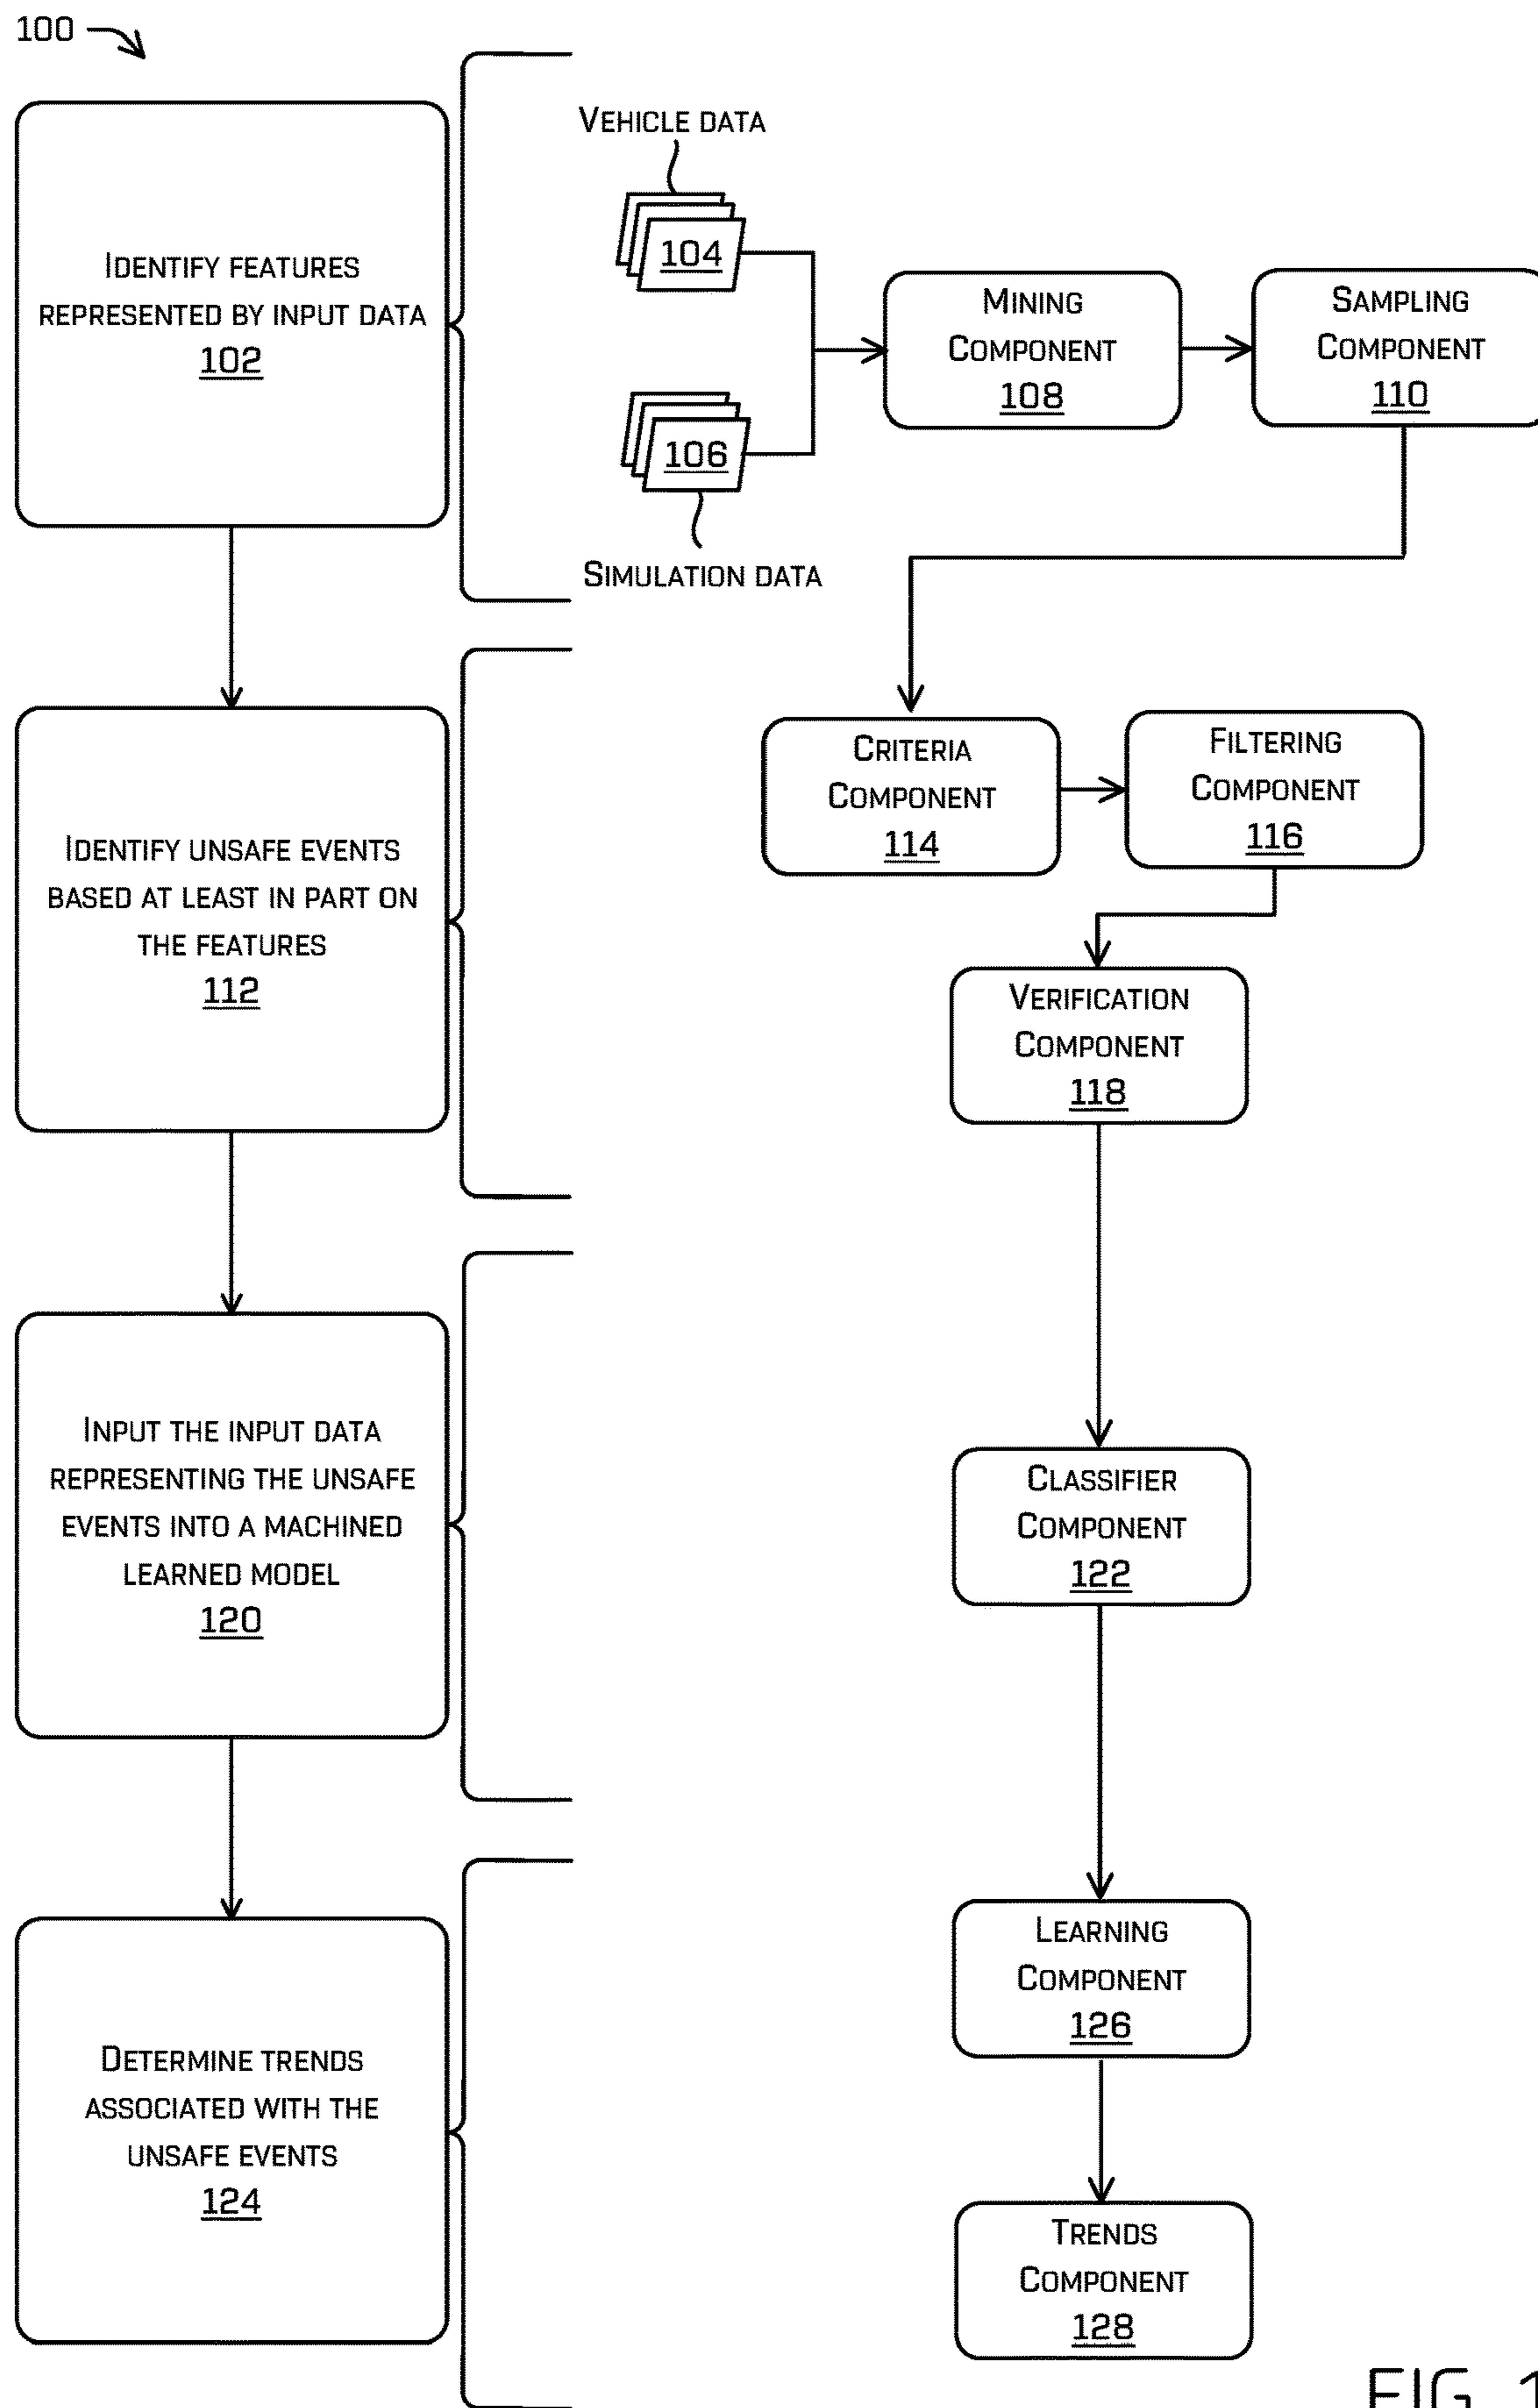 100
IDENTIFY FEATURES
REPRESENTED BY INPUT DATA
102
VEHICLE DATA
104
106
SIMULATION DATA
MINING
COMPONENT
108
SAMPLING
COMPONENT
110
IDENTIFY UNSAFE EVENTS
BASED AT LEAST IN PART ON
THE FEATURES
112
CRITERIA
COMPONENT
114
FILTERING
COMPONENT
116
VERIFICATION
COMPONENT
118
INPUT THE INPUT DATA
REPRESENTING THE UNSAFE
EVENTS INTO A MACHINED
LEARNED MODEL
120
CLASSIFIER
COMPONENT
122
DETERMINE TRENDS
ASSOCIATED WITH THE
UNSAFE EVENTS
124
LEARNING
COMPONENT
126
TRENDS
COMPONENT
128
FIG. 1